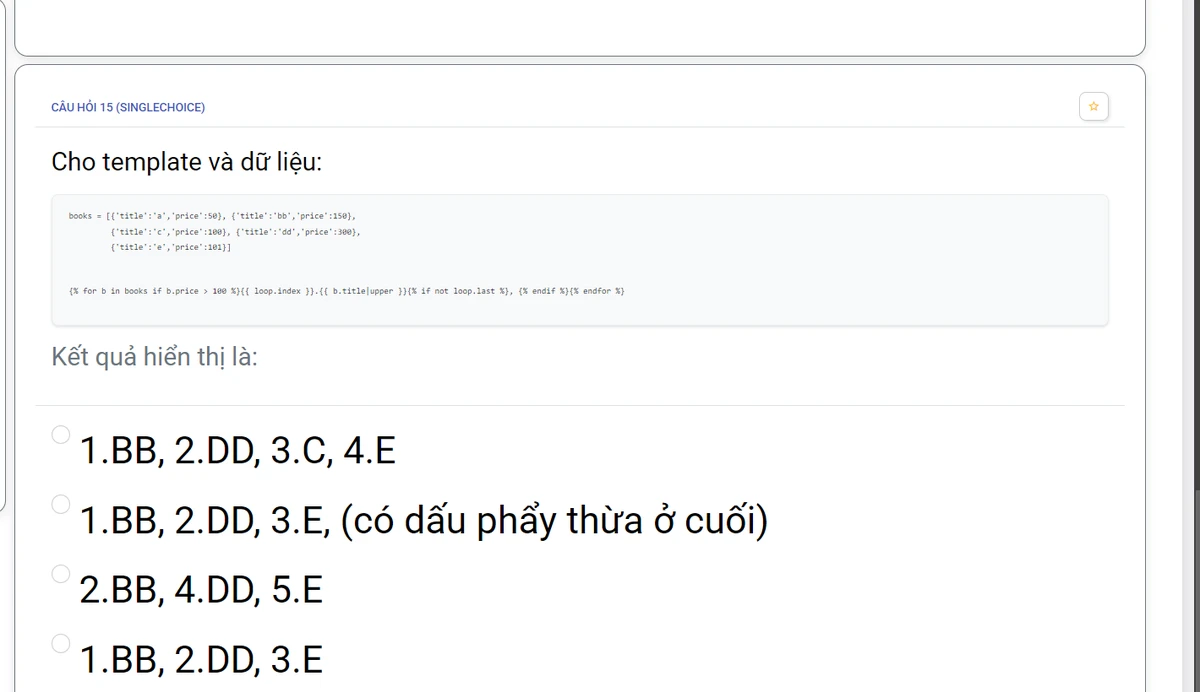 CÂU HỎI 15 (SINGLECHOICE)
Cho template và dữ liệu:
books = [{'title':'a','price':50}, {'title':'bb','price':150},
{'title':'c','price':100}, {'title':'dd','price':300},
{'title':'e','price':101}]
{% for b in books if b.price > 100 %}{{ loop.index }}.{{ b.title|upper }}{% if not loop.last %}, {% endif %}{% endfor %}
Kết quả hiển thị là:
1.BB, 2.DD, 3.C, 4.E
1.BB, 2.DD, 3.E, (có dấu phẩy thừa ở cuối)
2.BB, 4.DD, 5.E
1.BB, 2.DD, 3.E